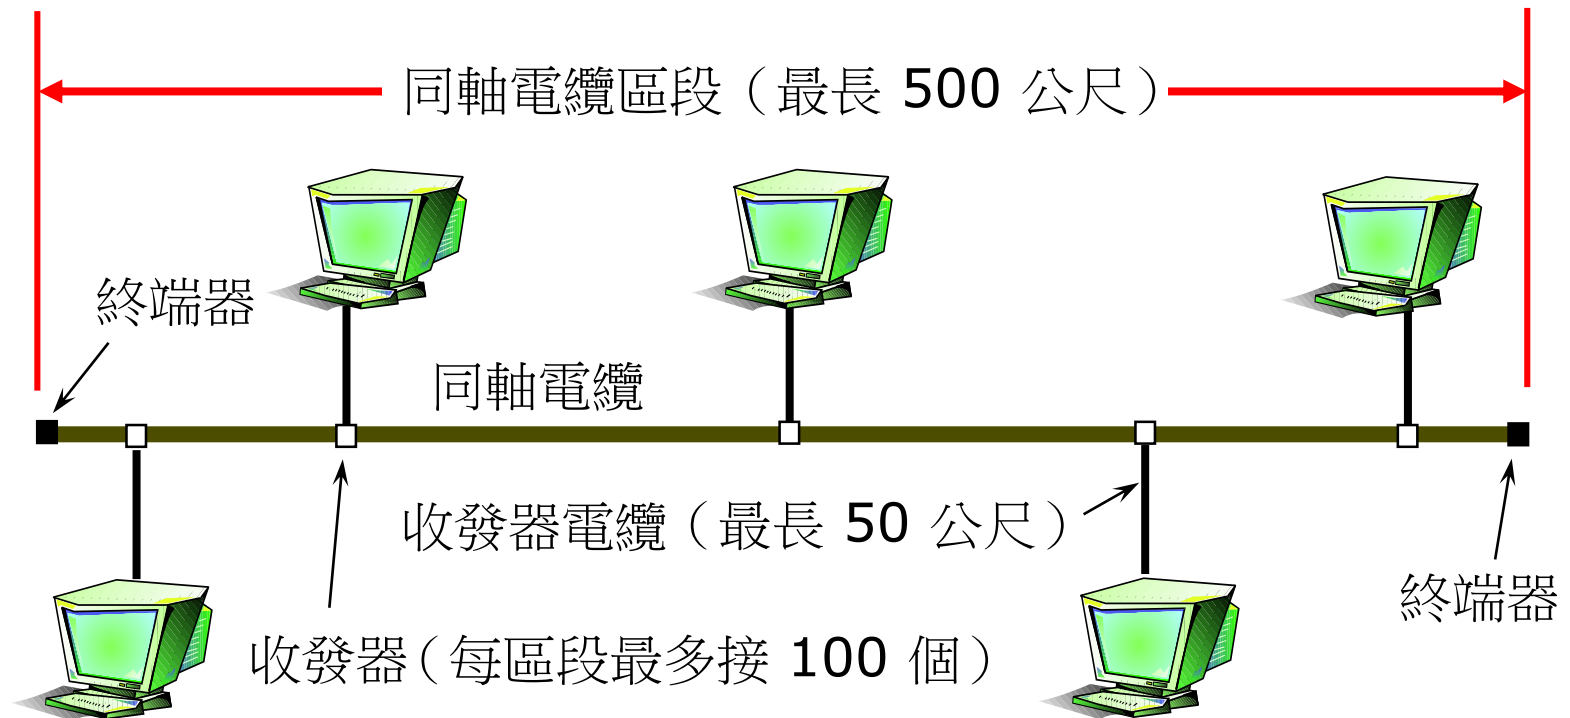 同軸電纜區段（最長 500 公尺）
終端器
同軸電纜
收發器電纜（最長 50 公尺）
終端器
收發器（每區段最多接 100 個）